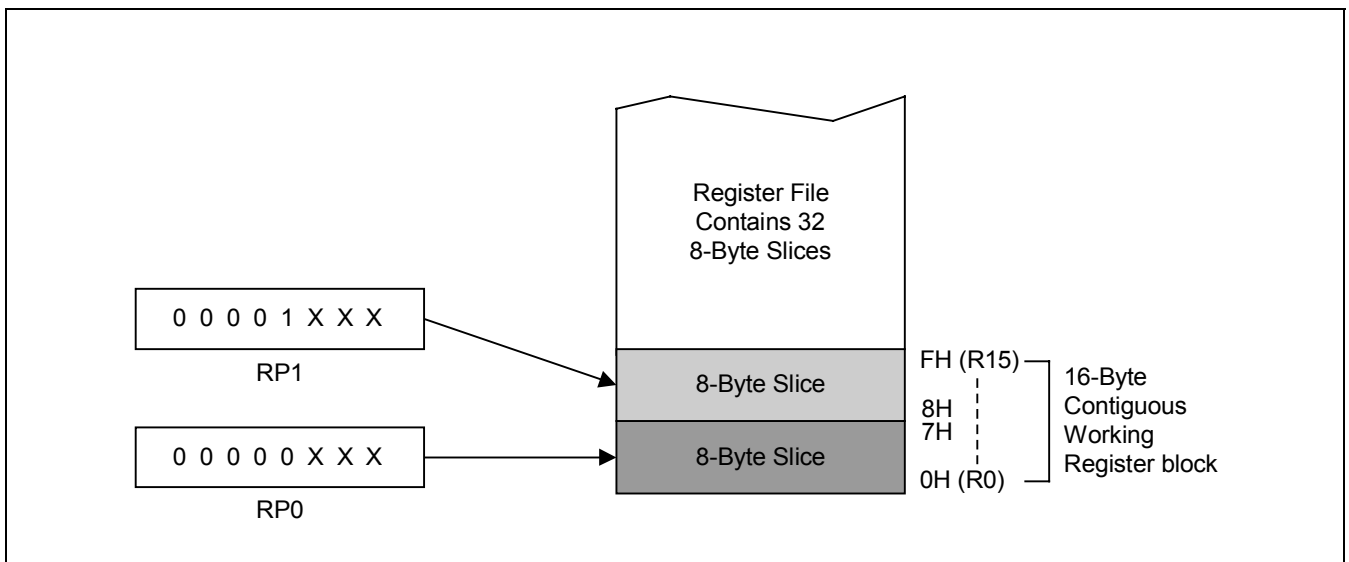 Register File
Contains 32
8-Byte Slices
0 0 0 0 1 X X X
RP1
0 0 0 0 0 X X X
RP0
8-Byte Slice
8-Byte Slice
FH (R15)
8H
7H
0H (R0)
16-Byte
Contiguous
Working
Register block